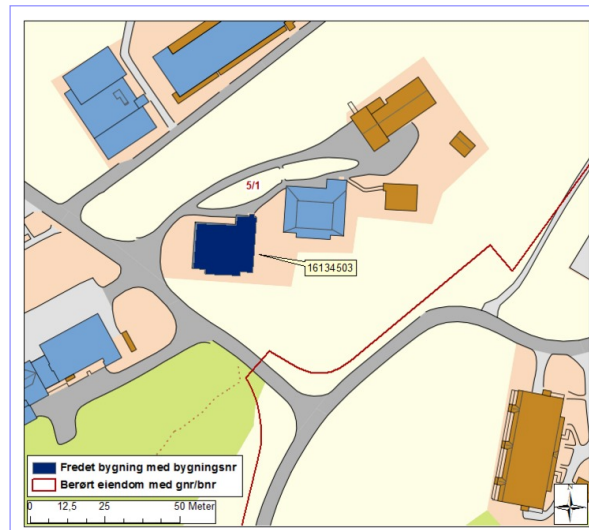 5/1
16134503
Fredet bygning med bygningsnr
Berørt eiendom med gnr/bnr
0 12,5 25 50 Meter
N